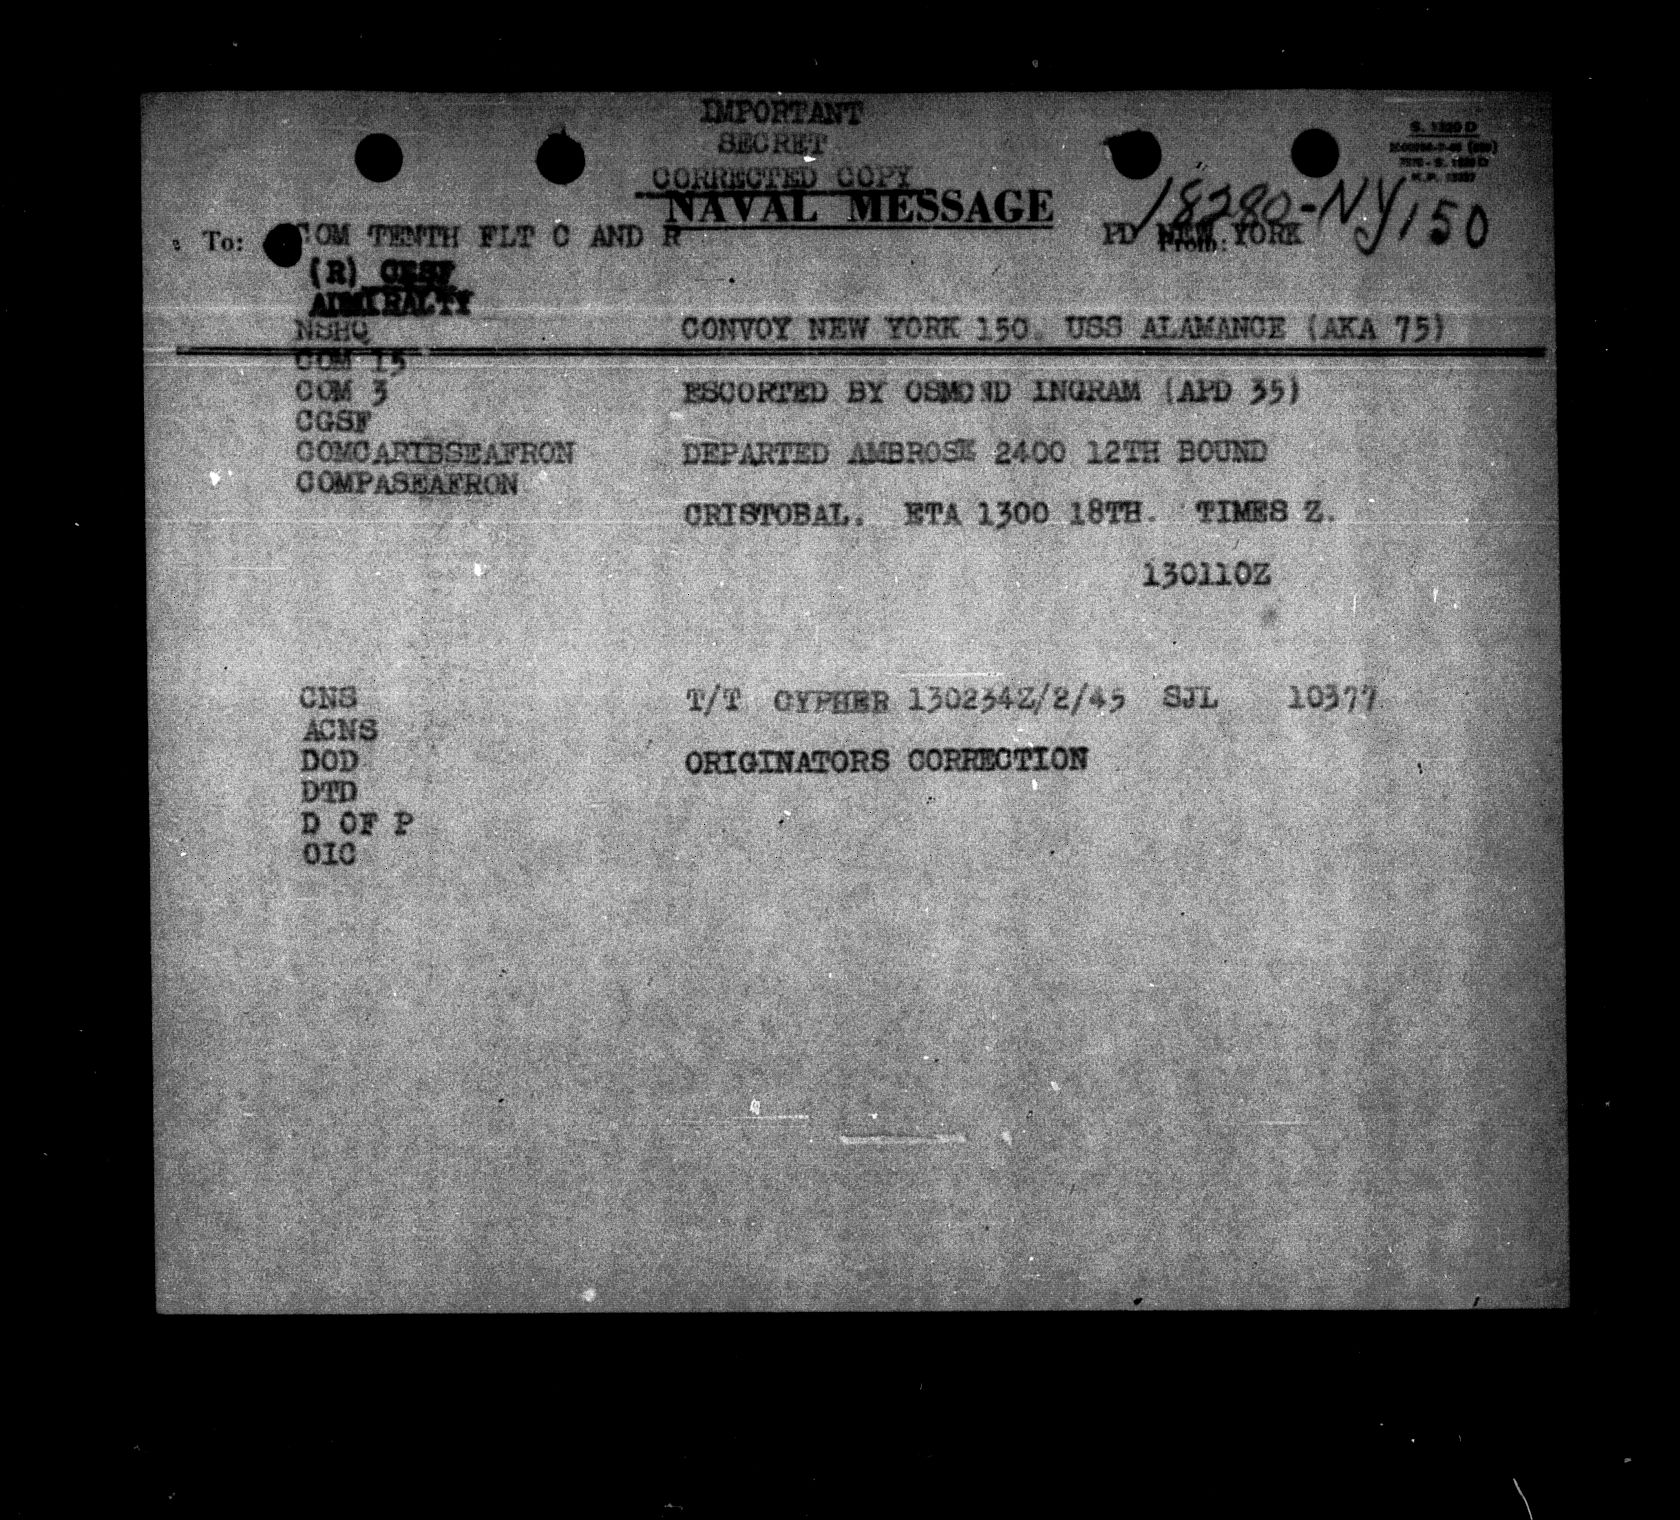 IMPORTANT
SECRET
CORRECTED COPY
NAVAL MESSAGE
S. 1320 D
18280-NY150
To: COM TENTH FLT C AND R
PD NEW YORK
From:
(R) CESF
ADMIRALTY
NSHQ
CONVOY NEW YORK 150. USS ALAMANCE (AKA 75)
COM 15
COM 3
ESCORTED BY OSMOND INGRAM (APD 35)
CGSF
COMCARIBSEAFRON
DEPARTED AMBROSE 2400 12TH BOUND
COMPASEAFRON
CRISTOBAL. ETA 1300 18TH. TIMES Z.
130110Z
CNS
T/T CYPHER 130234Z/2/45 SJL 10377
ACNS
DOD
ORIGINATORS CORRECTION
DTD
D OF P
OIC